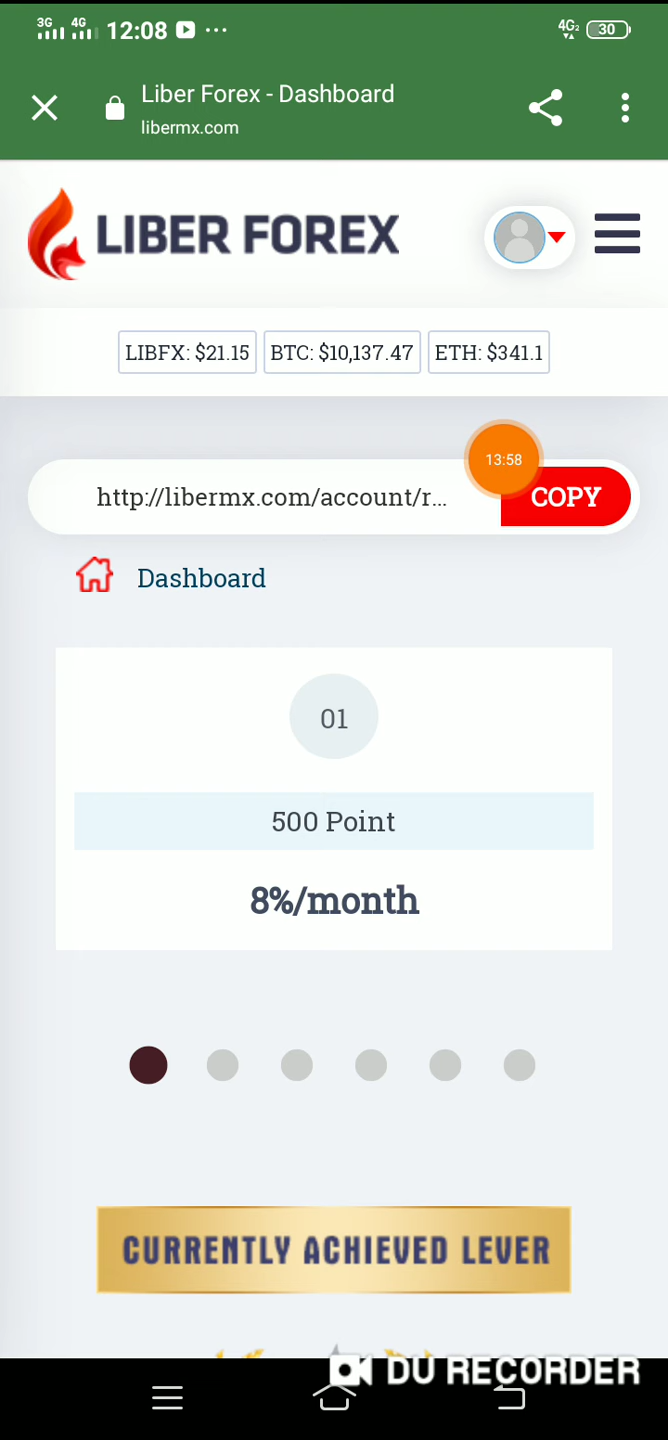 3G 4G 12:08 4G2 30
Liber Forex - Dashboard
libermx.com
LIBER FOREX
LIBFX: $21.15 BTC: $10,137.47 ETH: $341.1
13:58
http://libermx.com/account/r... COPY
Dashboard
01
500 Point
8%/month
CURRENTLY ACHIEVED LEVER
DU RECORDER